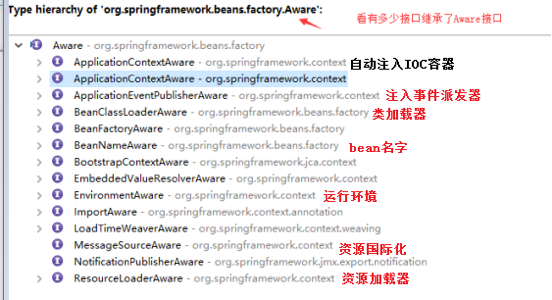 Type hierarchy of 'org.springframework.beans.factory.Aware':
看有多少接口继承了Aware接口
Aware - org.springframework.beans.factory
ApplicationContextAware - org.springframework.context 自动注入IOC容器
ApplicationContextAware - org.springframework.context
ApplicationEventPublisherAware - org.springframework.context 注入事件派发器
BeanClassLoaderAware - org.springframework.beans.factory 类加载器
BeanFactoryAware - org.springframework.beans.factory
BeanNameAware - org.springframework.beans.factory bean名字
BootstrapContextAware - org.springframework.jca.context
EmbeddedValueResolverAware - org.springframework.context
EnvironmentAware - org.springframework.context 运行环境
ImportAware - org.springframework.context.annotation
LoadTimeWeaverAware - org.springframework.context.weaving
MessageSourceAware - org.springframework.context 资源国际化
NotificationPublisherAware - org.springframework.jmx.export.notification
ResourceLoaderAware - org.springframework.context 资源加载器